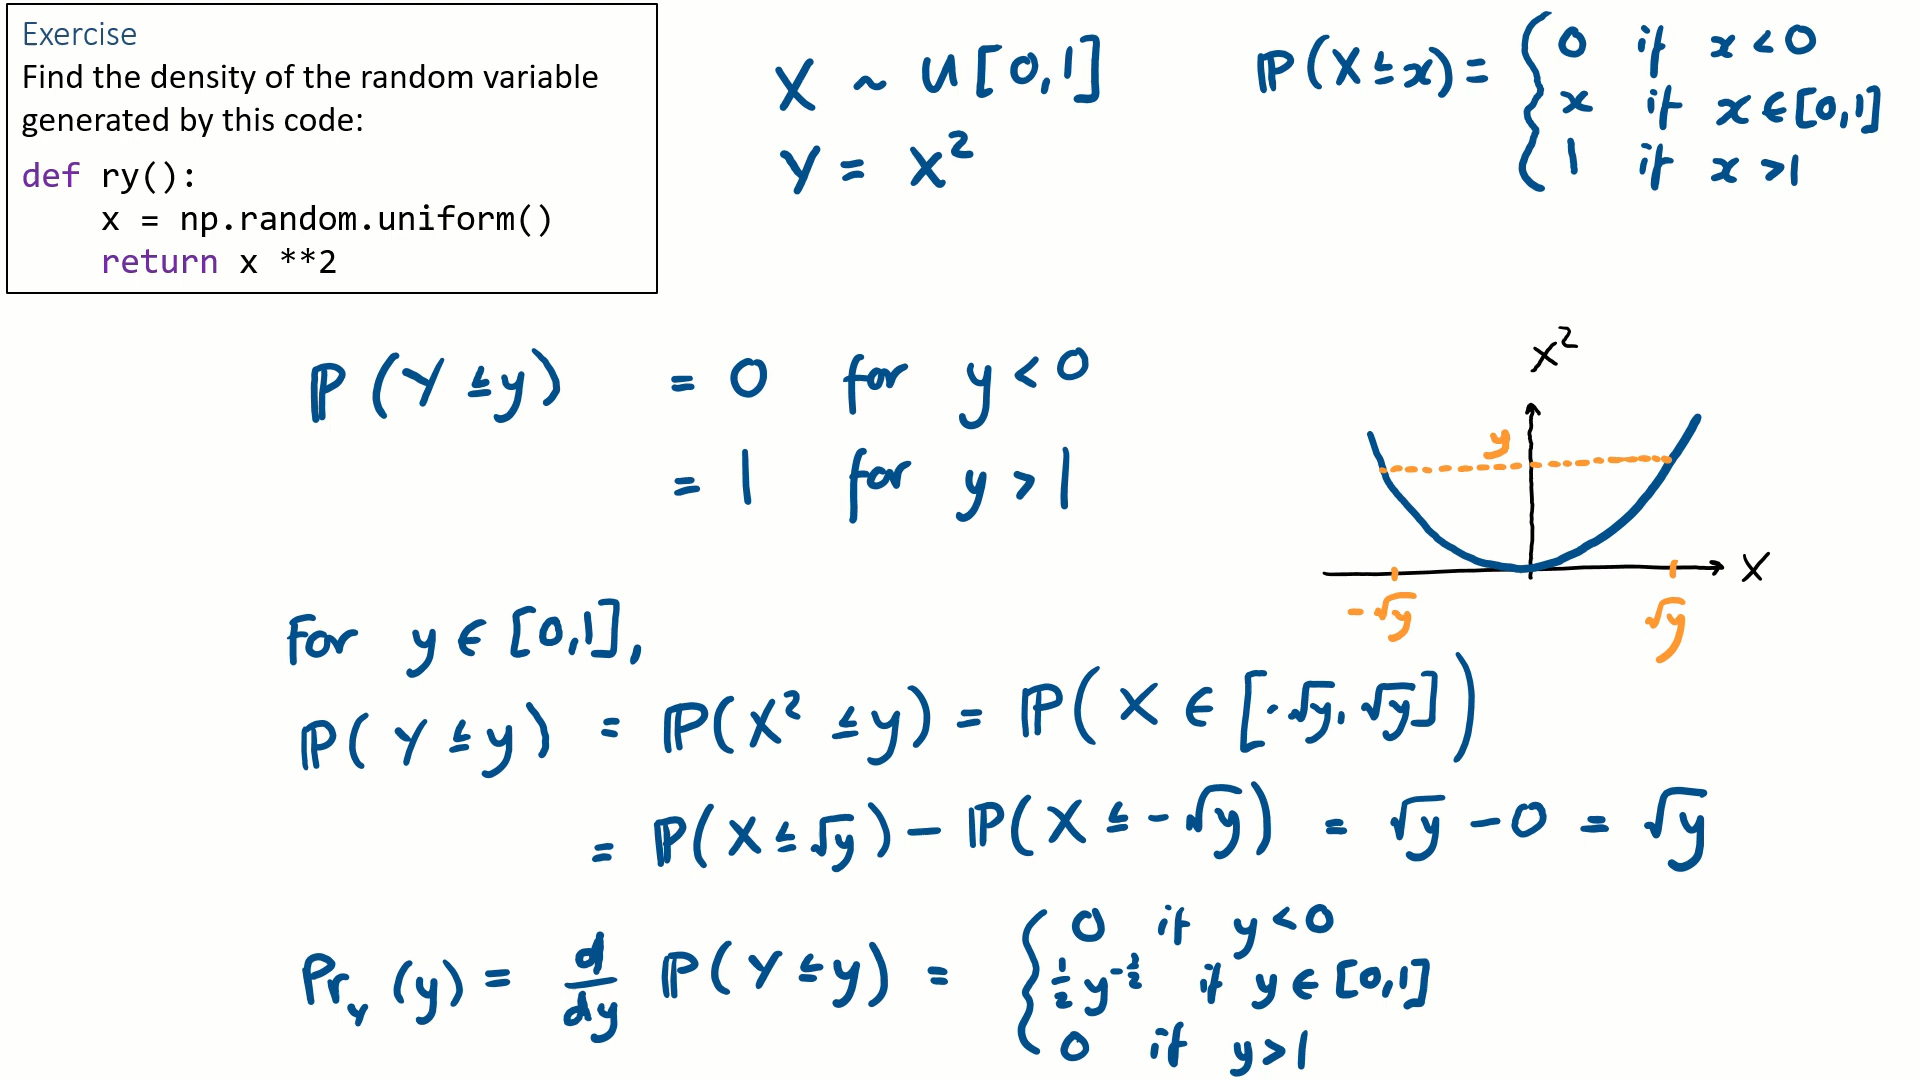 Exercise
Find the density of the random variable
generated by this code:
def ry():
    x = np.random.uniform()
    return x **2
X ~ U[0,1]
Y = X²
ℙ(X ≤ x) = { 0 if x < 0
x if x ∈ [0,1]
1 if x > 1
ℙ(Y ≤ y) = 0 for y < 0
= 1 for y > 1
X²
y
X
-√y √y
For y ∈ [0,1],
ℙ(Y ≤ y) = ℙ(X² ≤ y) = ℙ(X ∈ [-√y, √y])
= ℙ(X ≤ √y) - ℙ(X ≤ -√y) = √y - 0 = √y
Pr_Y(y) = d/dy ℙ(Y ≤ y) = { 0 if y < 0
½ y^-½ if y ∈ [0,1]
0 if y > 1